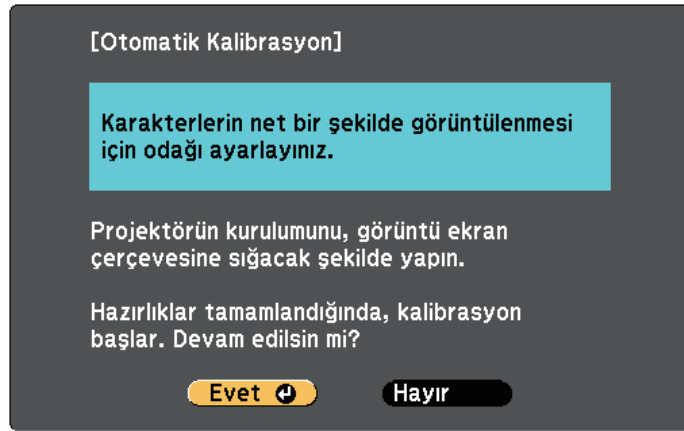 [Otomatik Kalibrasyon]
Karakterlerin net bir şekilde görüntülenmesi
için odağı ayarlayınız.
Projektörün kurulumunu, görüntü ekran
çerçevesine sığacak şekilde yapın.
Hazırlıklar tamamlandığında, kalibrasyon
başlar. Devam edilsin mi?
Evet
Hayır